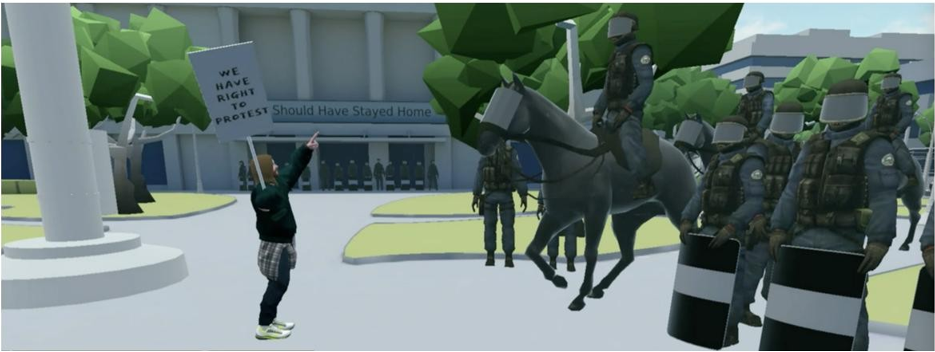 WE
HAVE
RIGHT
TO
PROTEST
Should Have Stayed Home